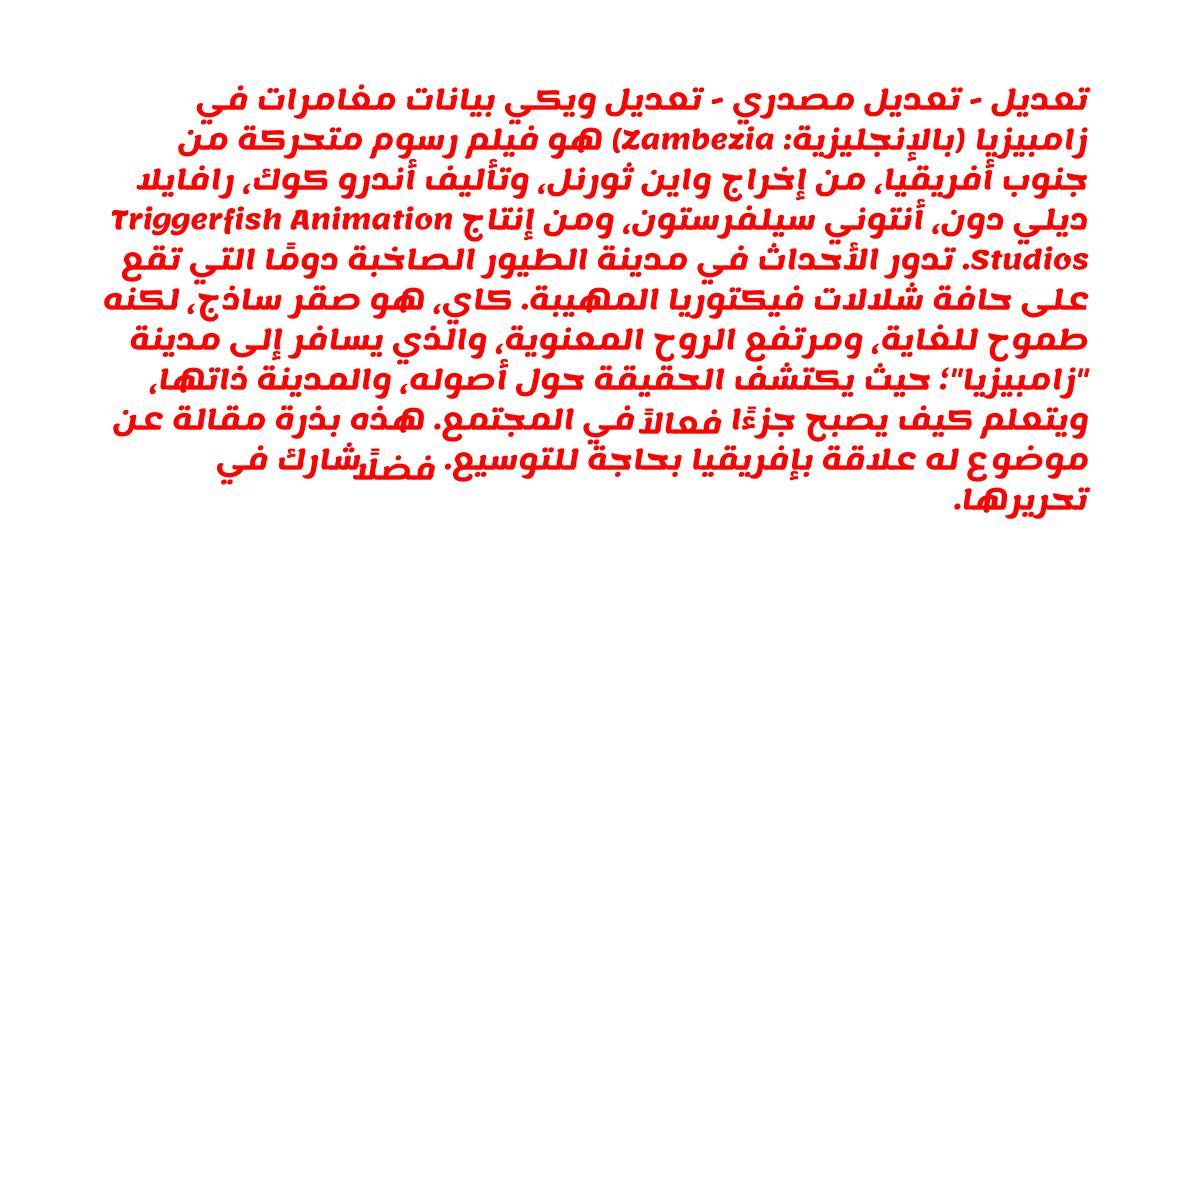 تعديل - تعديل مصدري - تعديل ويكي بيانات مغامرات في
زامبيزيا (بالإنجليزية: Zambezia) هو فيلم رسوم متحركة من
جنوب أفريقيا، من إخراج واين ثورنل، وتأليف أندرو كوك، رافايلا
ديلي دون، أنتوني سيلفرستون، ومن إنتاج Triggerfish Animation
Studios. تدور الأحداث في مدينة الطيور الصاخبة دومًا التي تقع
على حافة شلالات فيكتوريا المهيبة. كاي، هو صقر ساذج، لكنه
طموح للغاية، ومرتفع الروح المعنوية، والذي يسافر إلى مدينة
"زامبيزيا"؛ حيث يكتشف الحقيقة حول أصوله، والمدينة ذاتها،
ويتعلم كيف يصبح جزءًا فعالاً في المجتمع. هذه بذرة مقالة عن
موضوع له علاقة بإفريقيا بحاجة للتوسيع. فضلًا شارك في
تحريرها.